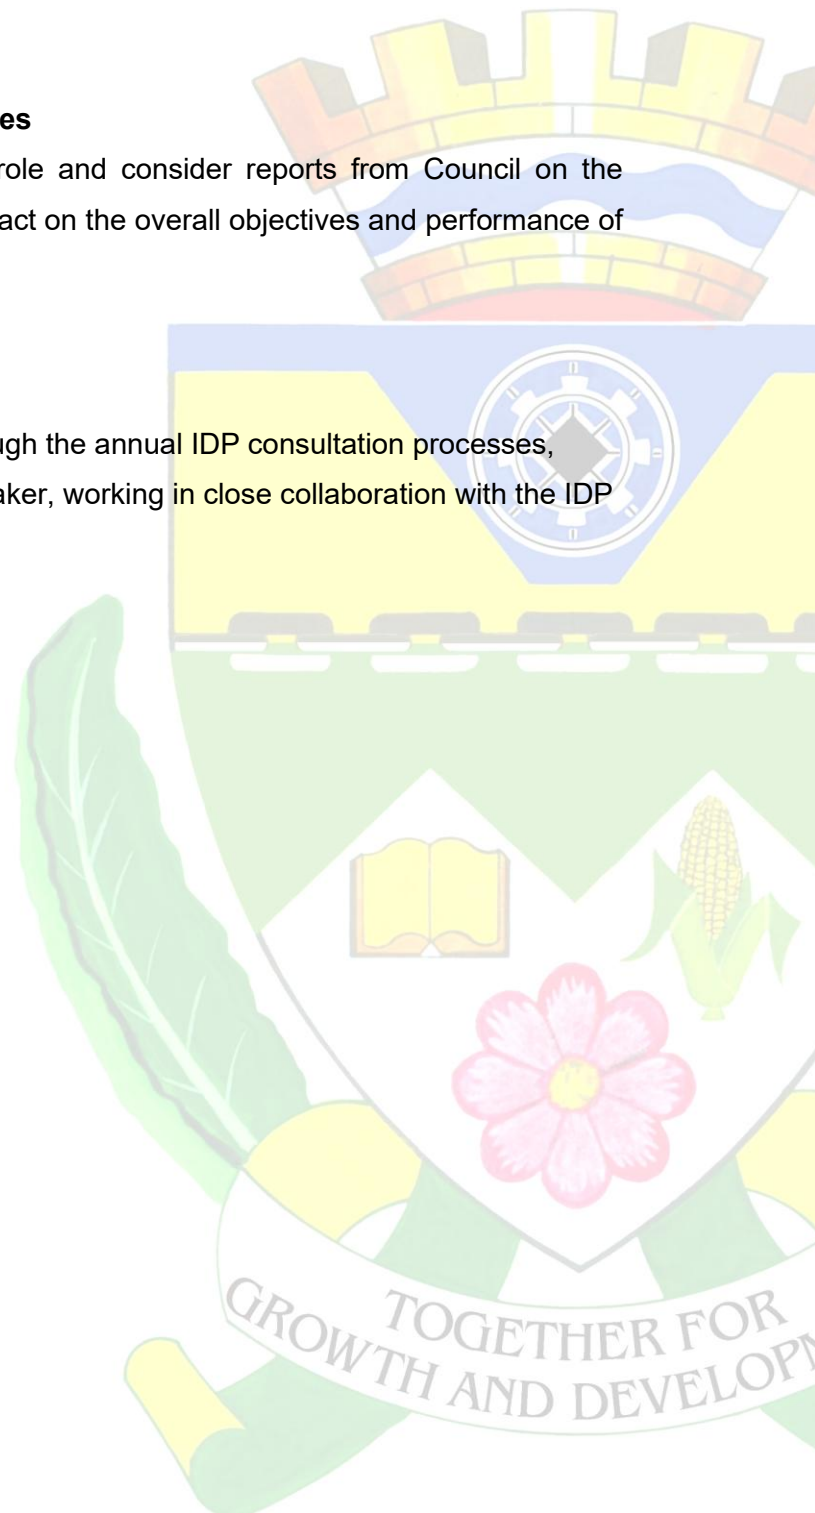 es
role and consider reports from Council on the
act on the overall objectives and performance of
ugh the annual IDP consultation processes,
aker, working in close collaboration with the IDP
TOGETHER FOR
GROWTH AND DEVELOP